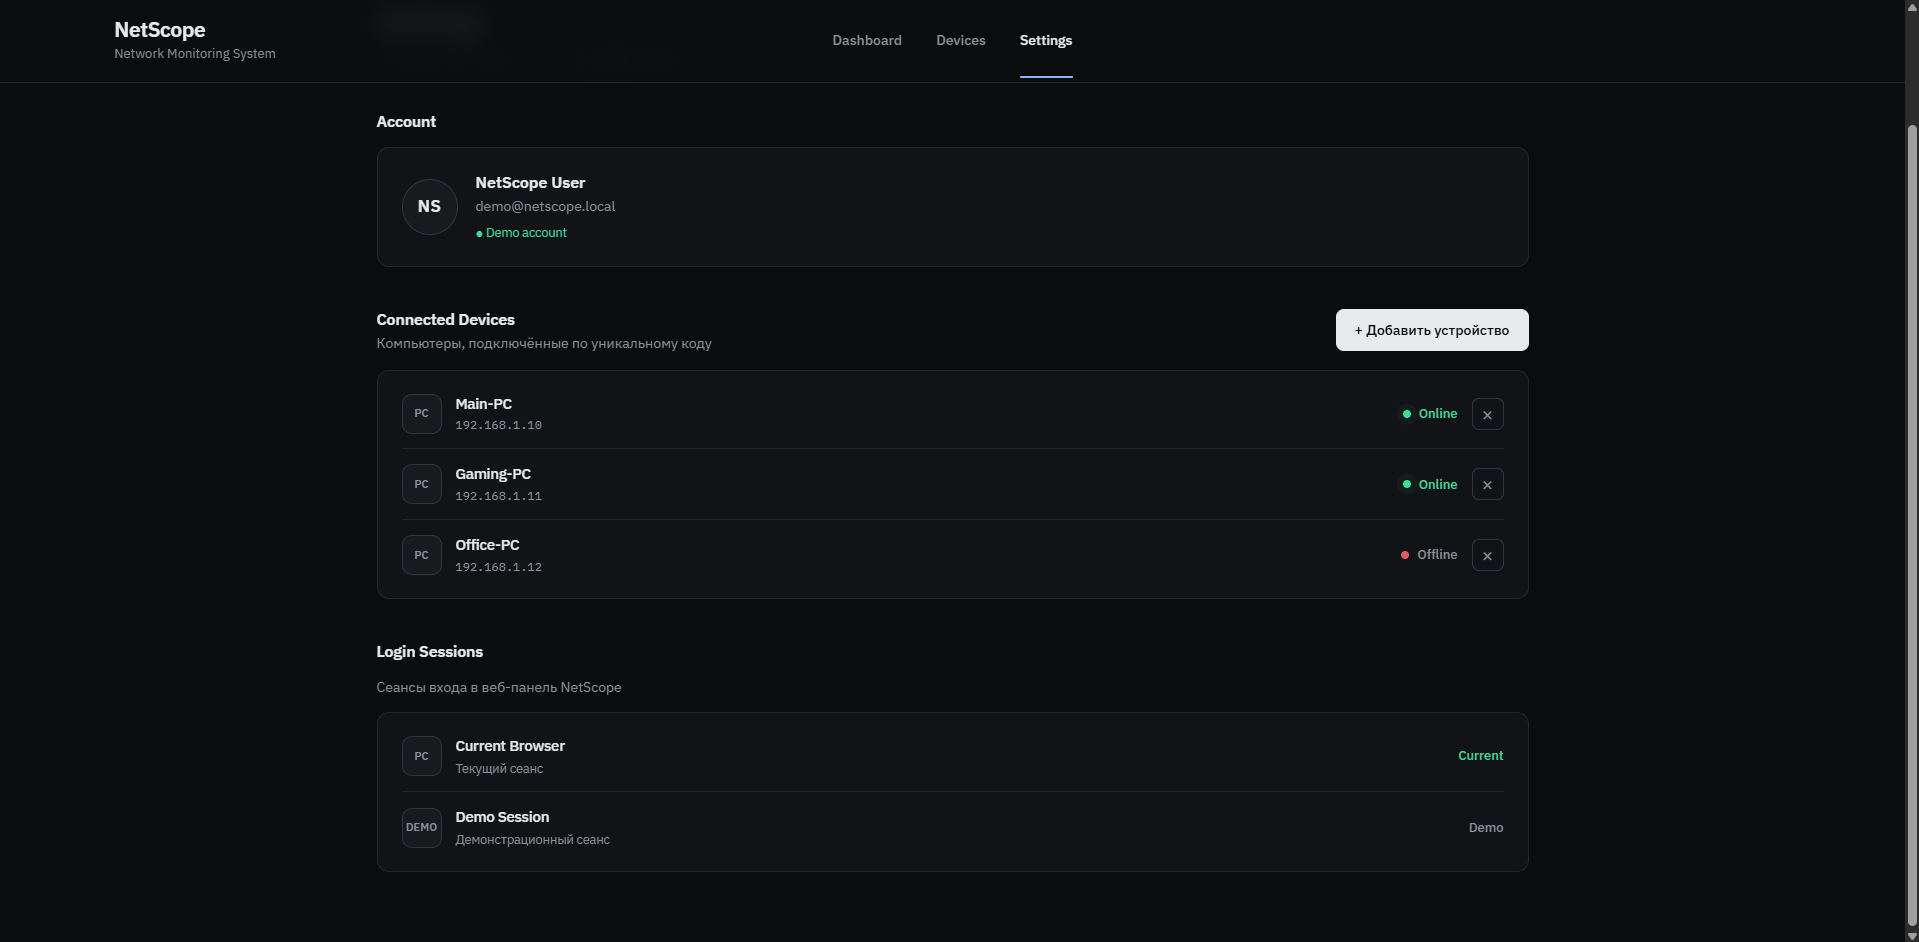 NetScope
Network Monitoring System
Dashboard
Devices
Settings
Account
NS
NetScope User
demo@netscope.local
Demo account
Connected Devices
Компьютеры, подключённые по уникальному коду
+ Добавить устройство
PC
Main-PC
192.168.1.10
Online
×
PC
Gaming-PC
192.168.1.11
Online
×
PC
Office-PC
192.168.1.12
Offline
×
Login Sessions
Сеансы входа в веб-панель NetScope
PC
Current Browser
Текущий сеанс
Current
DEMO
Demo Session
Демонстрационный сеанс
Demo